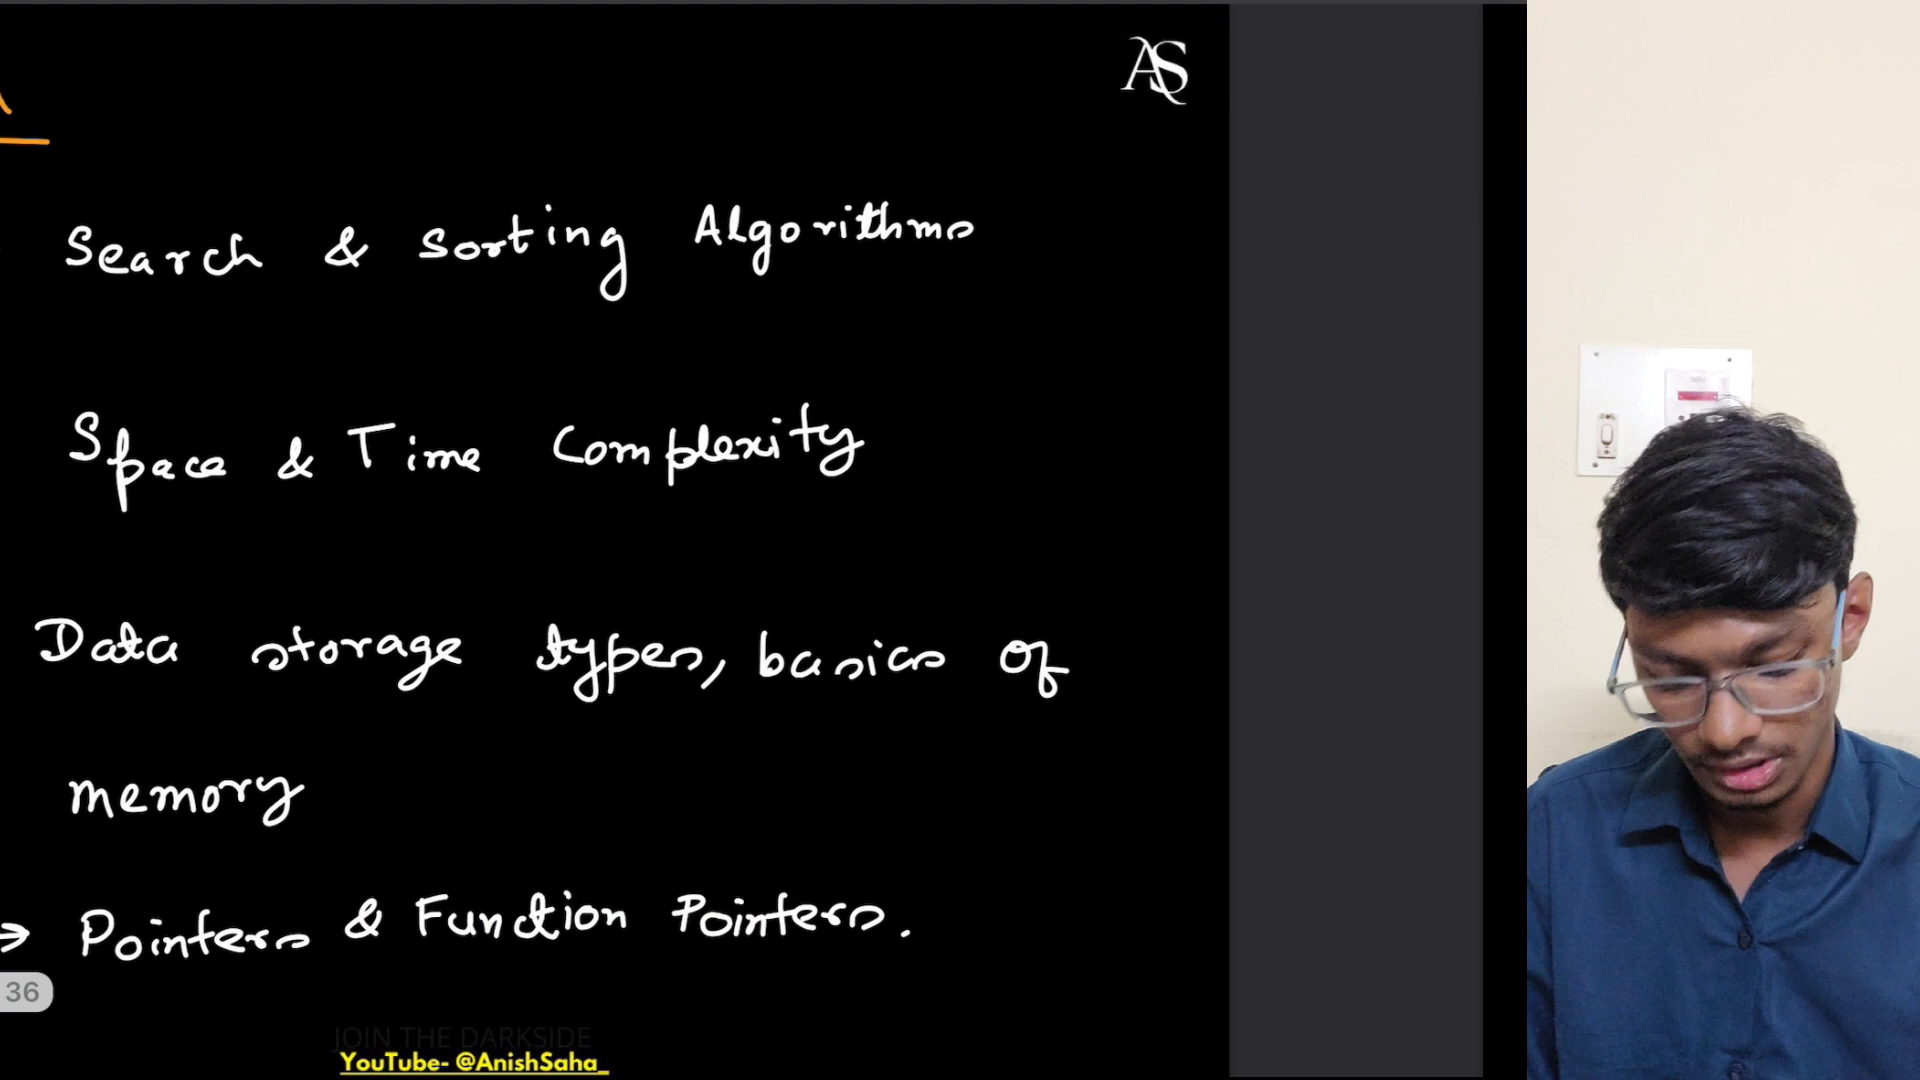 AS
Search & Sorting Algorithms
Space & Time Complexity
Data storage types, basics of
memory
→ Pointers & Function Pointers.
36
JOIN THE DARKSIDE
YouTube- @AnishSaha_